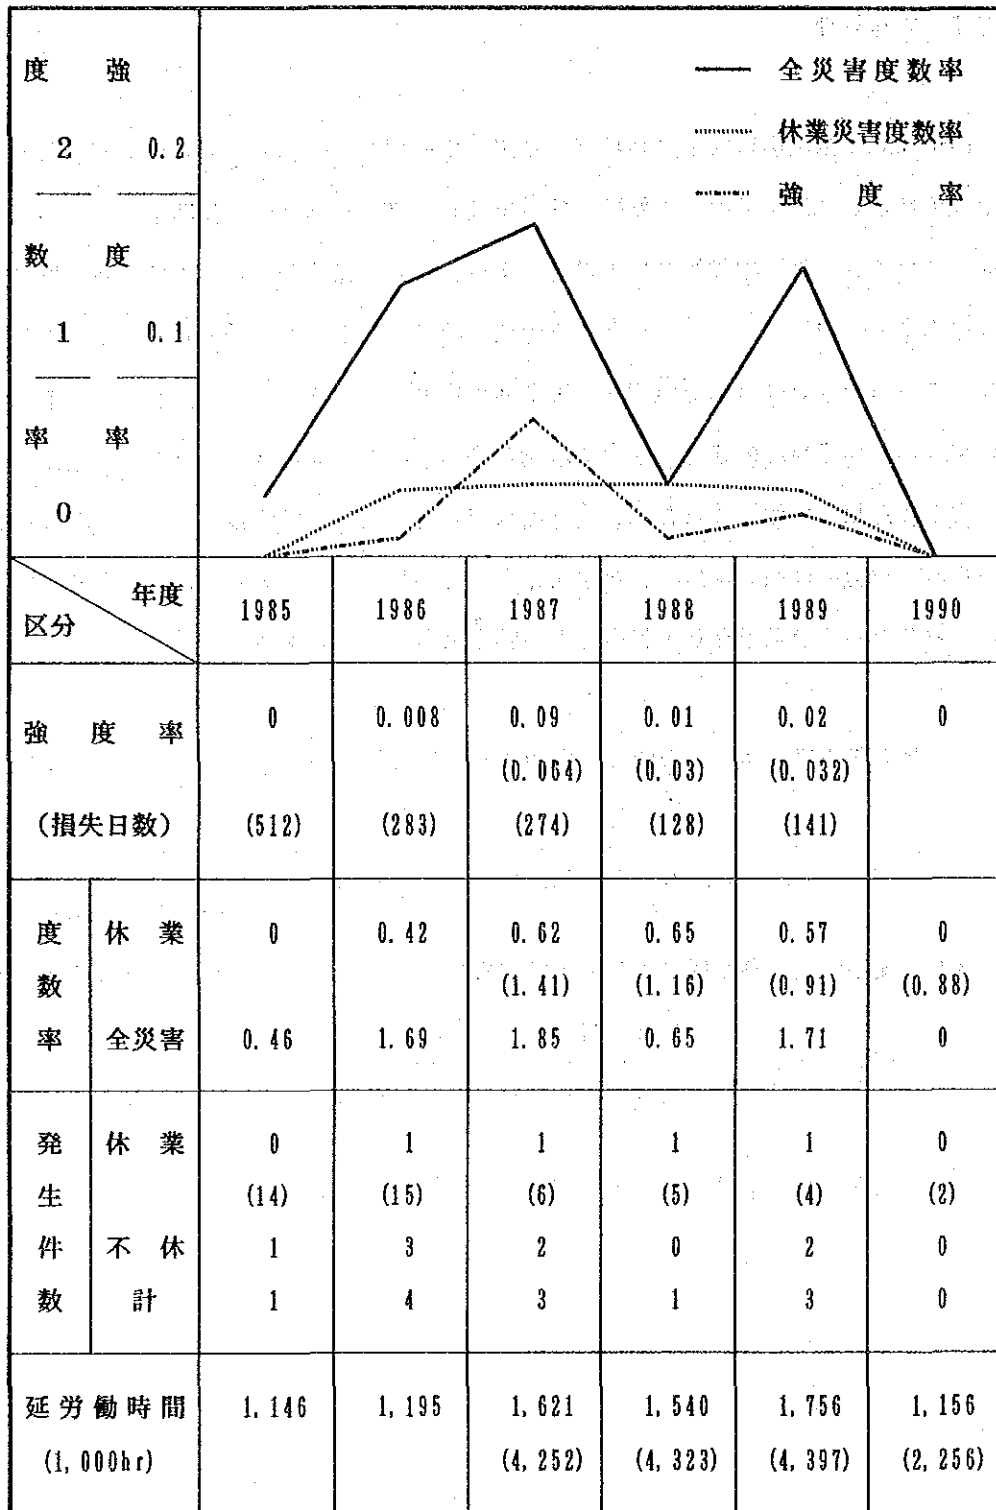 度 強
全災害度数率
2 0.2
休業災害度数率
強 度 率
数 度
1 0.1
率 率
0
年度
区分
1985 1986 1987 1988 1989 1990
強 度 率 0 0.008 0.09 0.01 0.02 0
(0.064) (0.03) (0.032)
(損失日数) (512) (283) (274) (128) (141)
度 休 業 0 0.42 0.62 0.65 0.57 0
数 (1.41) (1.16) (0.91) (0.88)
率 全災害 0.46 1.69 1.85 0.65 1.71 0
発 休 業 0 1 1 1 1 0
生 (14) (15) (6) (5) (4) (2)
件 不 休 1 3 2 0 2 0
数 計 1 4 3 1 3 0
延労働時間 1,146 1,195 1,621 1,540 1,756 1,156
(1,000hr) (4,252) (4,323) (4,397) (2,256)